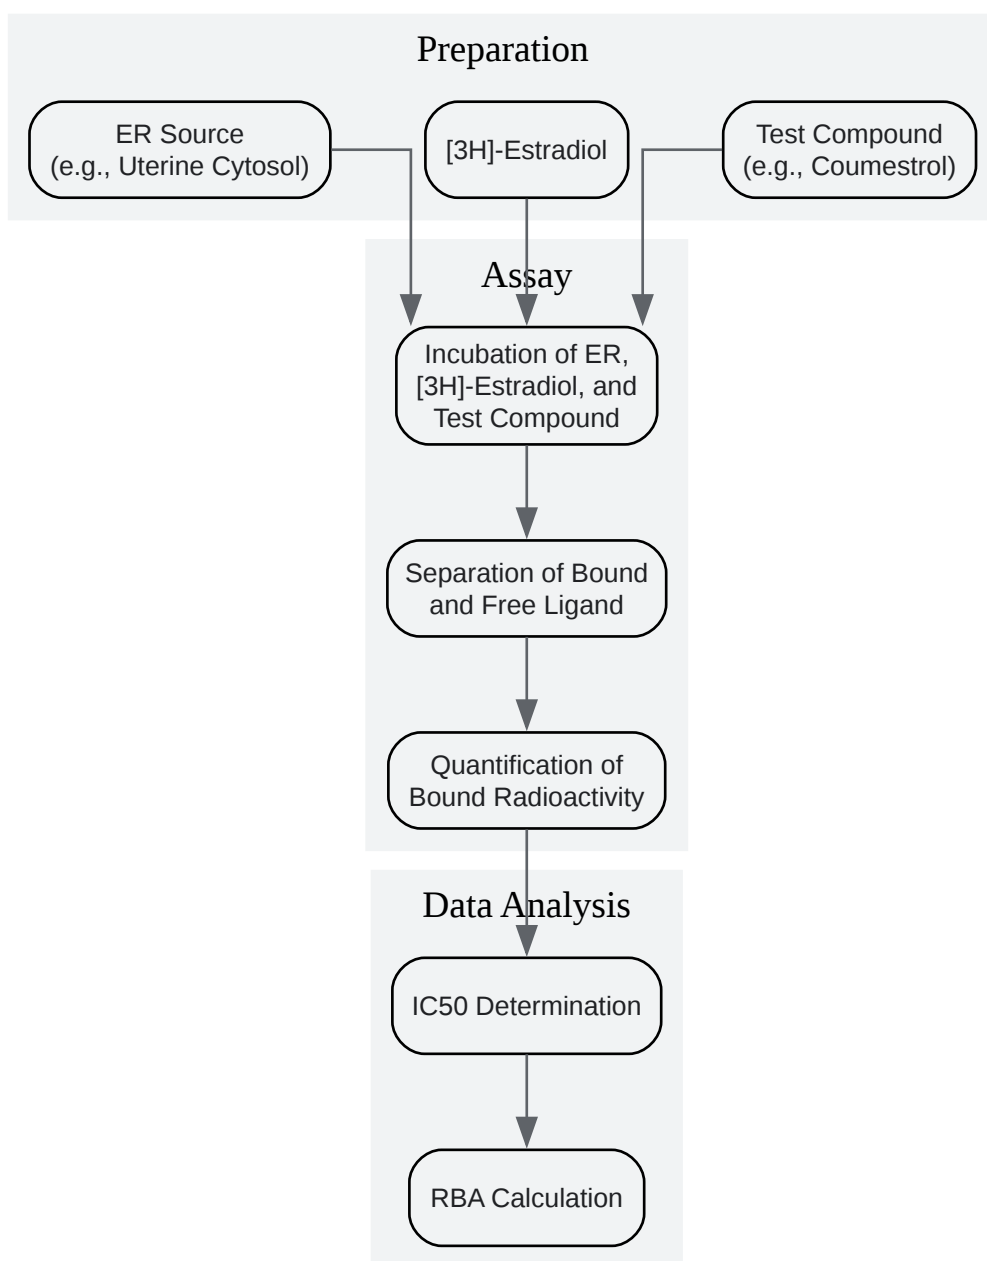 Preparation
ER Source
(e.g., Uterine Cytosol)
[3H]-Estradiol
Test Compound
(e.g., Coumestrol)
Assay
Incubation of ER,
[3H]-Estradiol, and
Test Compound
Separation of Bound
and Free Ligand
Quantification of
Bound Radioactivity
Data Analysis
IC50 Determination
RBA Calculation